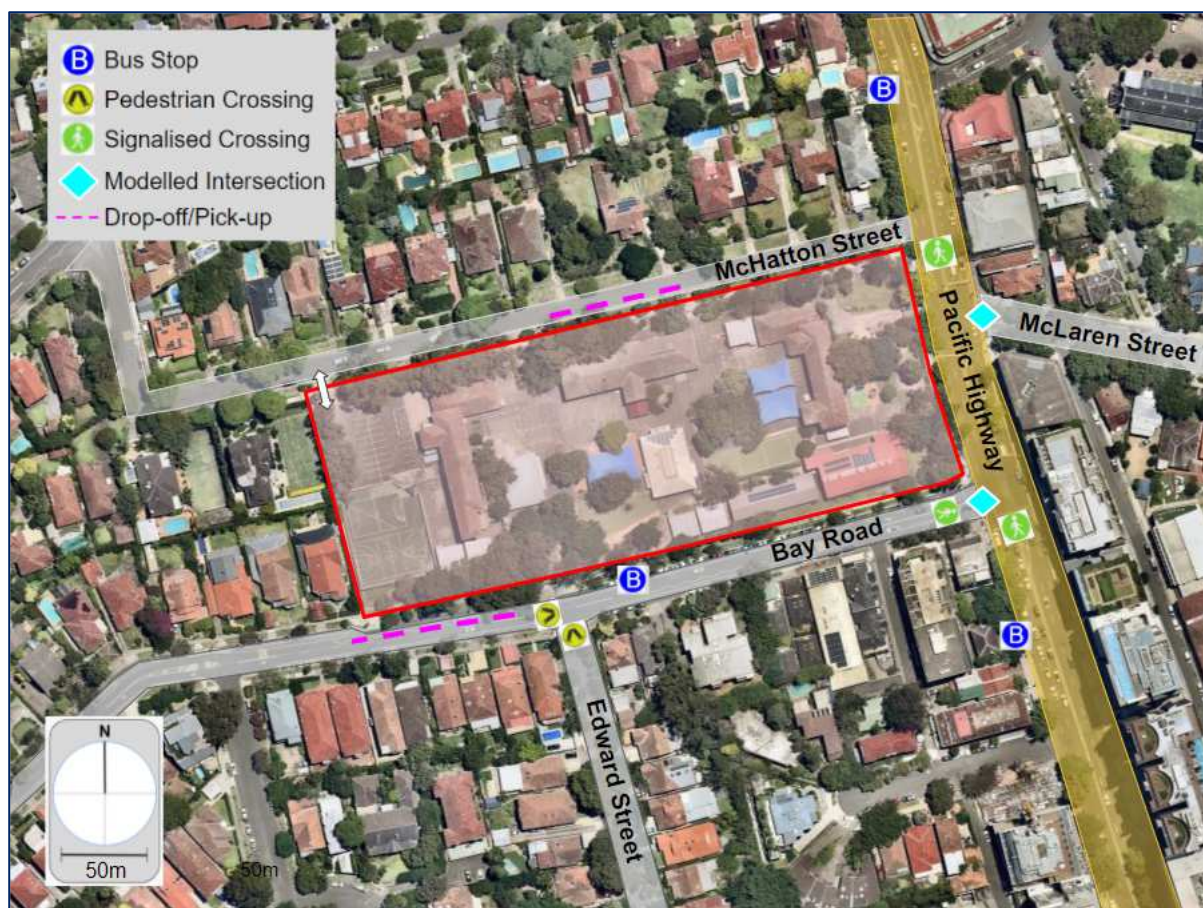 B Bus Stop
Pedestrian Crossing
Signalised Crossing
Modelled Intersection
Drop-off/Pick-up
B
McHatton Street
Pacific Highway
McLaren Street
Bay Road
B
B
Edward Street
N
50m
50m